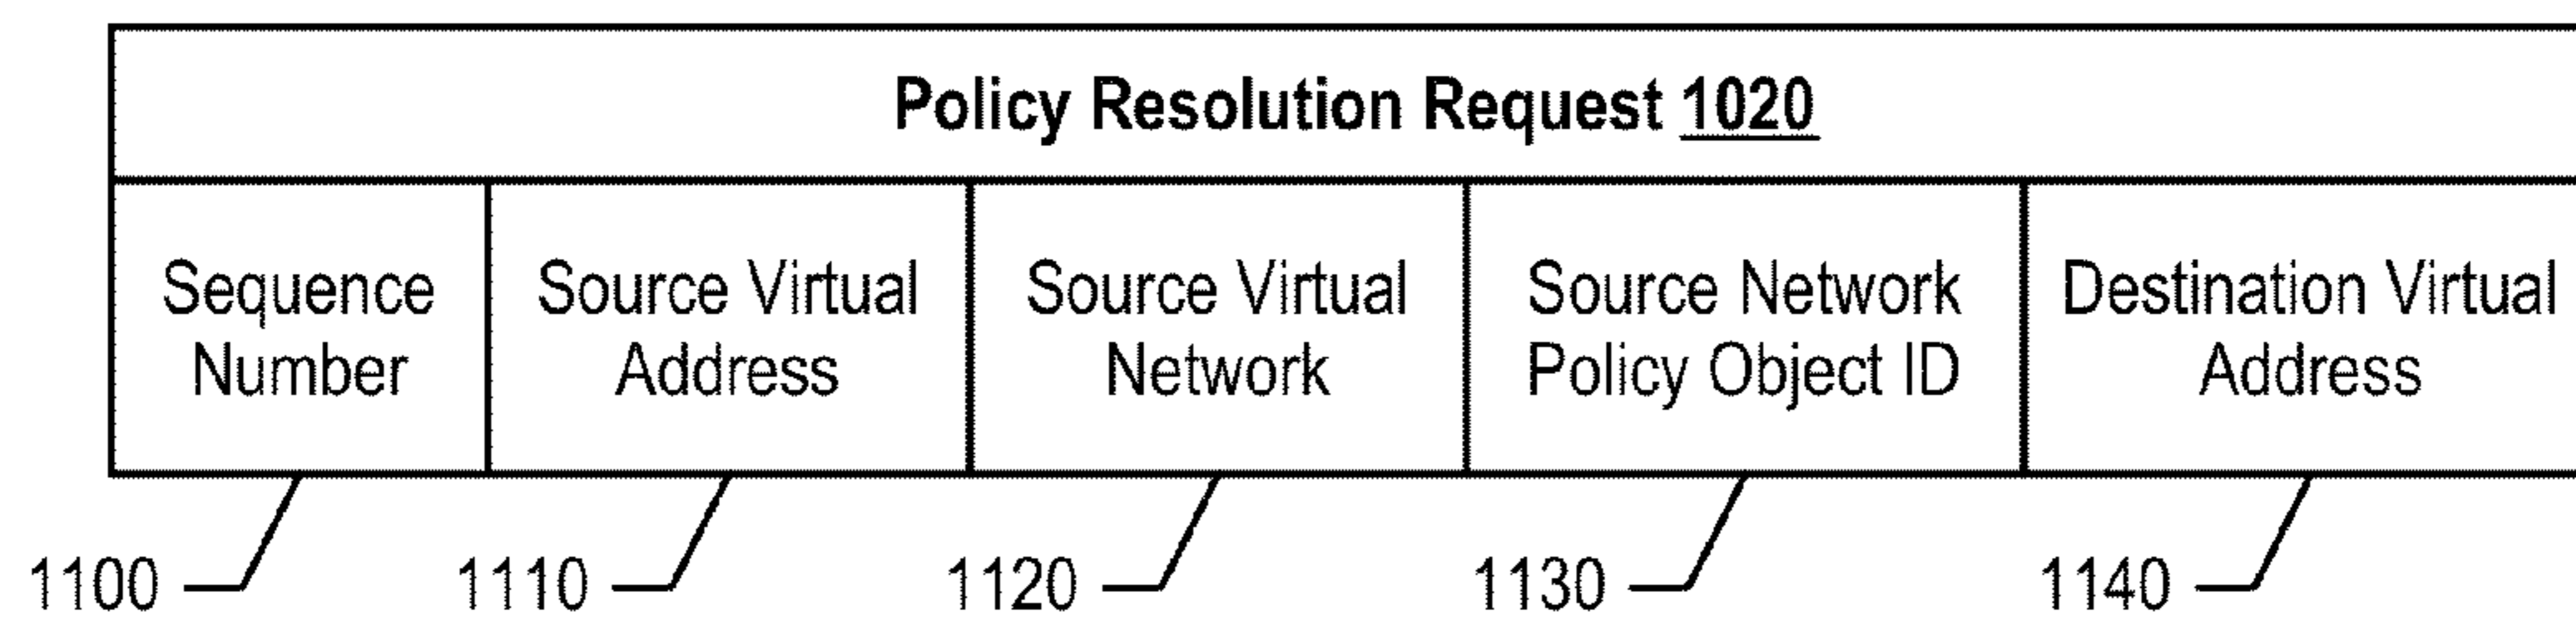 Policy Resolution Request 1020
Sequence
Number
Source Virtual
Address
Source Virtual
Network
Source Network
Policy Object ID
Destination Virtual
Address
1100
1110
1120
1130
1140